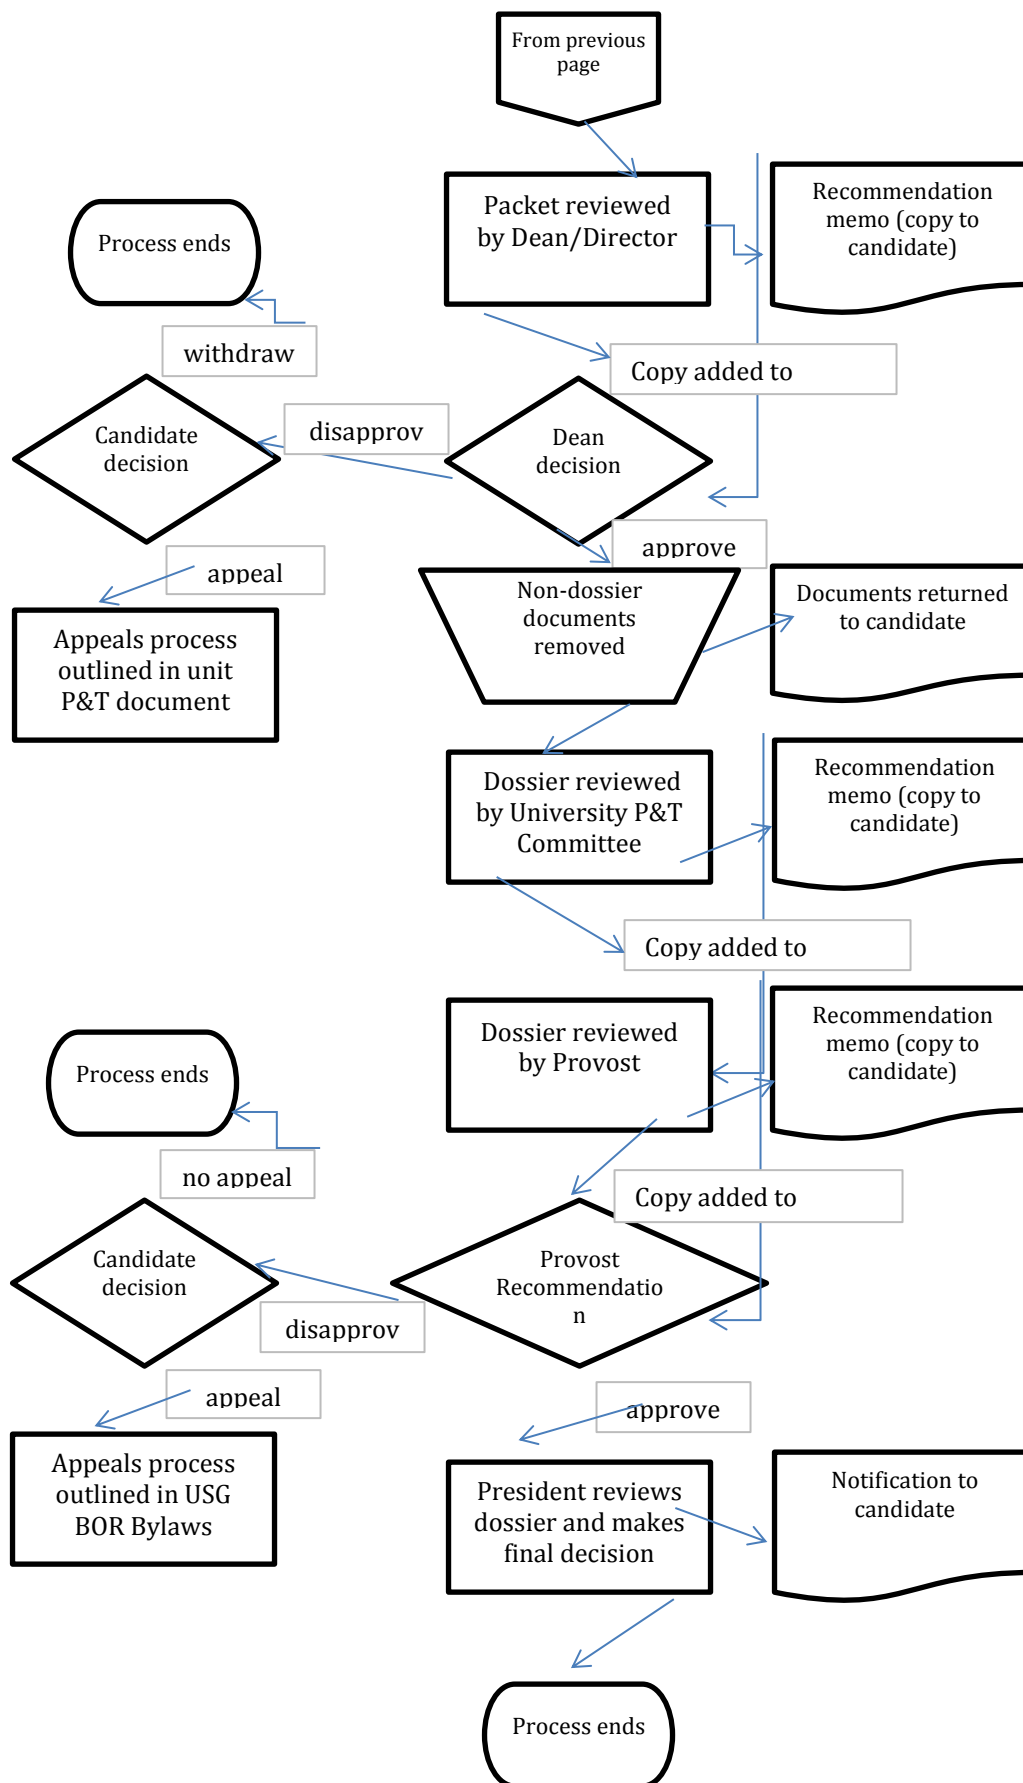 From previous
page
Packet reviewed
by Dean/Director
Recommendation
memo (copy to
candidate)
Process ends
withdraw
Copy added to
Candidate
decision
disapprov
Dean
decision
approve
appeal
Non-dossier
documents
removed
Documents returned
to candidate
Appeals process
outlined in unit
P&T document
Dossier reviewed
by University P&T
Committee
Recommendation
memo (copy to
candidate)
Copy added to
Dossier reviewed
by Provost
Recommendation
memo (copy to
candidate)
Process ends
no appeal
Copy added to
Candidate
decision
Provost
Recommendatio
n
disapprov
appeal
approve
Appeals process
outlined in USG
BOR Bylaws
President reviews
dossier and makes
final decision
Notification to
candidate
Process ends